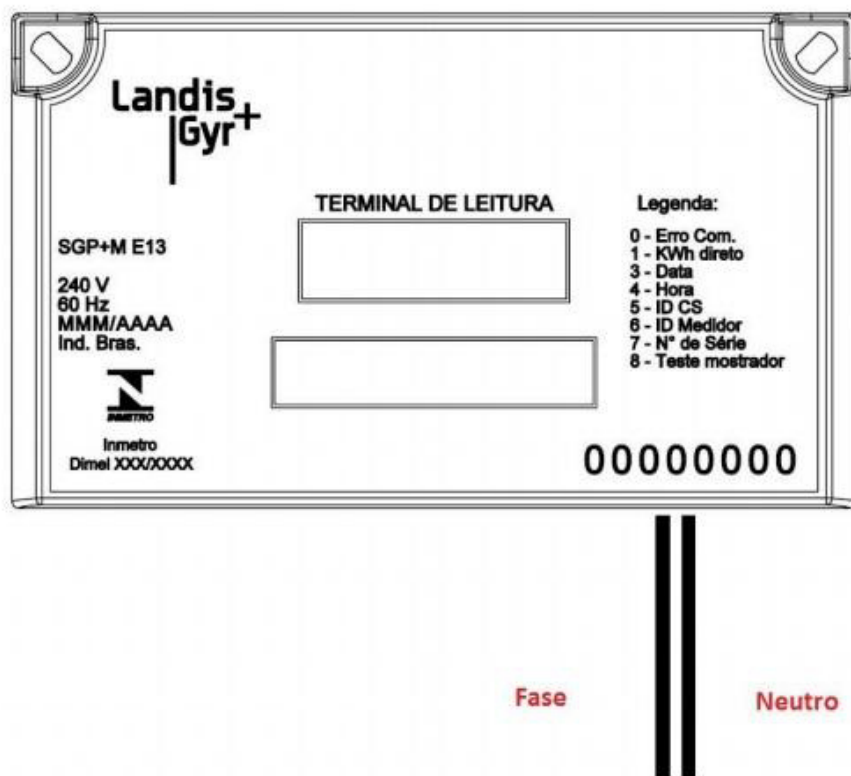 Landis
Gyr+
TERMINAL DE LEITURA
SGP+M E13
240 V
60 Hz
MMM/AAAA
Ind. Bras.
INMETRO
Inmetro
Dimel XXX/XXXX
Legenda:
0 - Erro Com.
1 - KWh direto
3 - Data
4 - Hora
5 - ID CS
6 - ID Medidor
7 - N° de Série
8 - Teste mostrador
00000000
Fase
Neutro